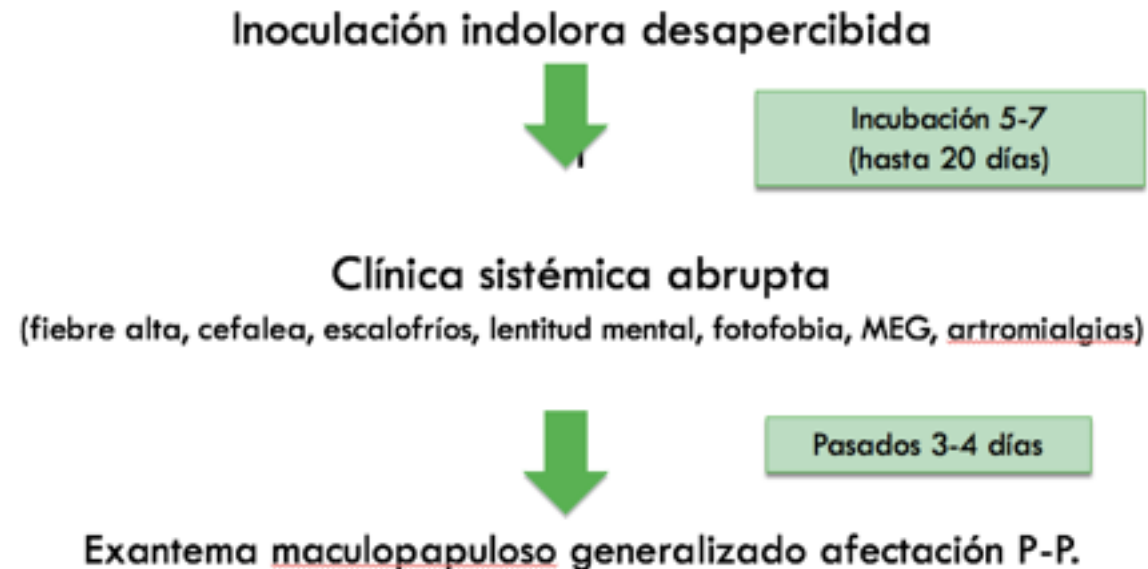 Inoculación indolora desapercibida
Incubación 5-7
(hasta 20 días)
Clínica sistémica abrupta
(fiebre alta, cefalea, escalofríos, lentitud mental, fotofobia, MEG, artromialgias)
Pasados 3-4 días
Exantema maculopapuloso generalizado afectación P-P.